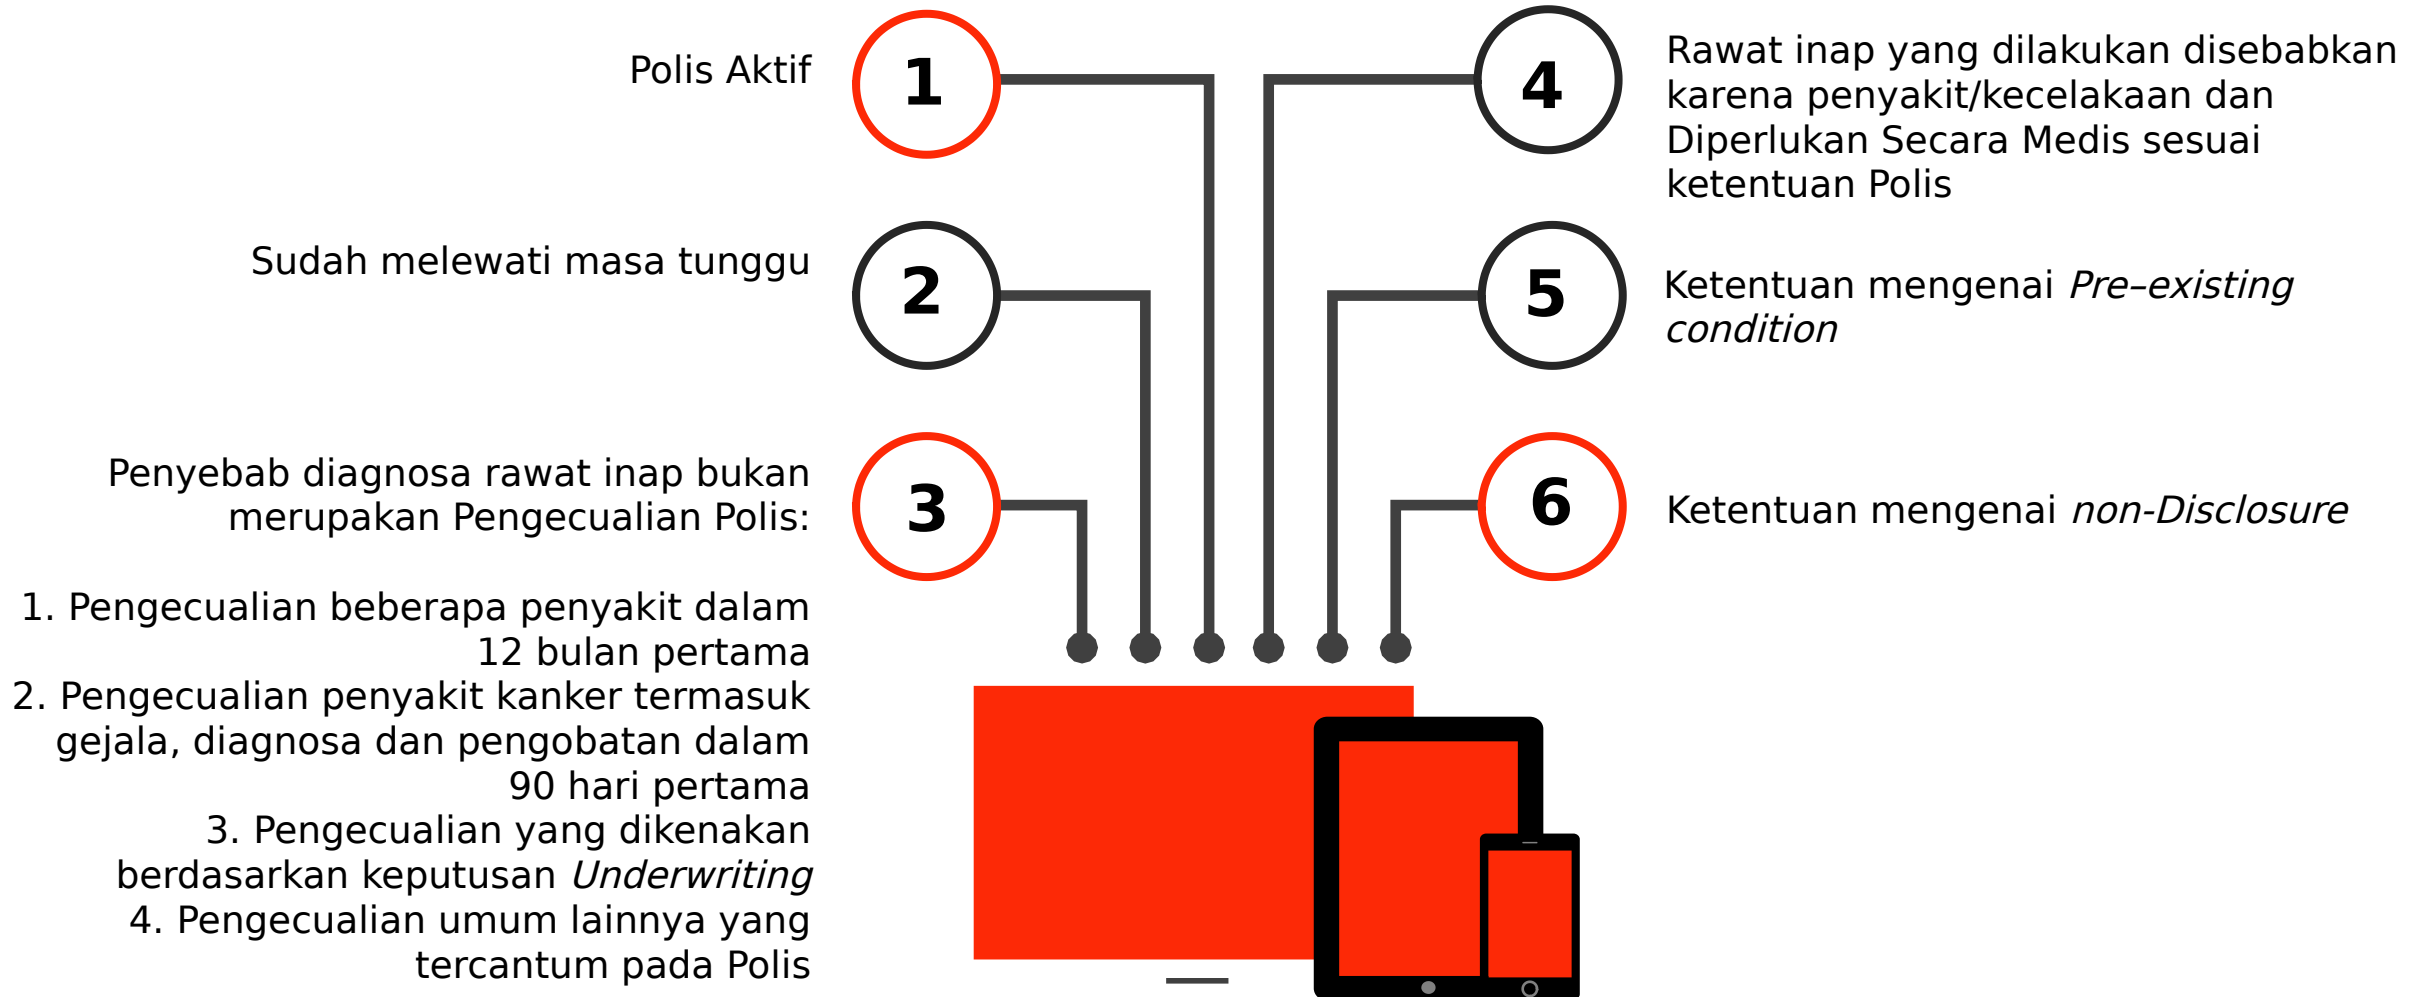 1
Polis Aktif
2
Sudah melewati masa tunggu
3
Penyebab diagnosa rawat inap bukan
merupakan Pengecualian Polis:
1. Pengecualian beberapa penyakit dalam
12 bulan pertama
2. Pengecualian penyakit kanker termasuk
gejala, diagnosa dan pengobatan dalam
90 hari pertama
3. Pengecualian yang dikenakan
berdasarkan keputusan Underwriting
4. Pengecualian umum lainnya yang
tercantum pada Polis
4
Rawat inap yang dilakukan disebabkan
karena penyakit/kecelakaan dan
Diperlukan Secara Medis sesuai
ketentuan Polis
5
Ketentuan mengenai Pre–existing
condition
6
Ketentuan mengenai non-Disclosure